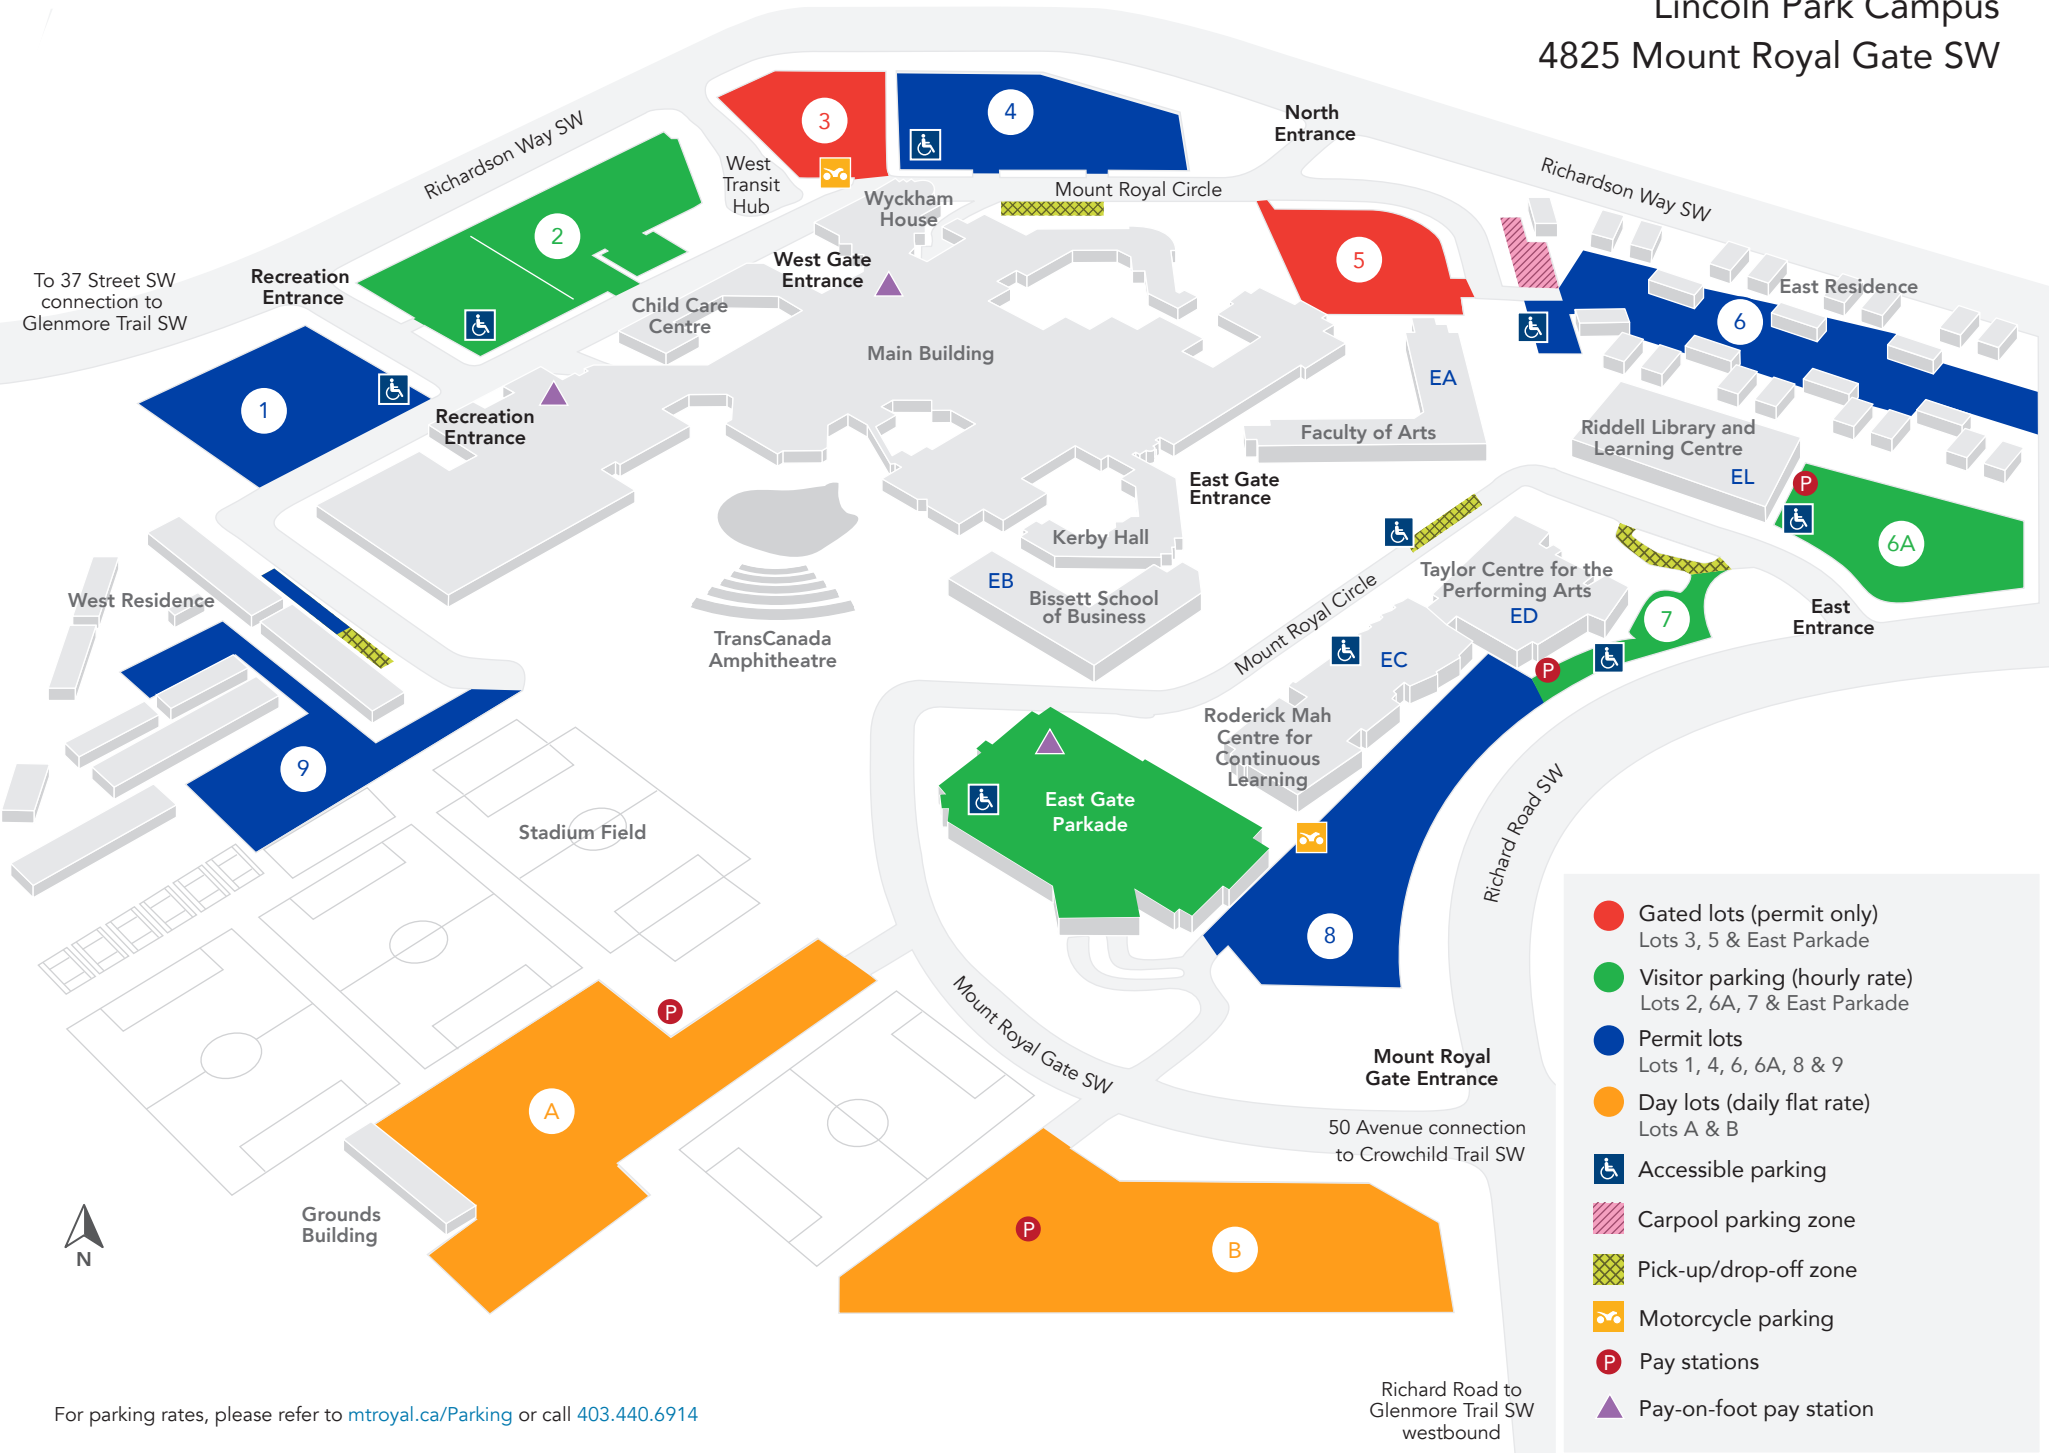 Lincoln Park Campus
4825 Mount Royal Gate SW
3
4
North
Entrance
Richardson Way SW
West
Transit
Hub
Wyckham
House
Mount Royal Circle
Richardson Way SW
2
To 37 Street SW
connection to
Glenmore Trail SW
Recreation
Entrance
West Gate
Entrance
5
East Residence
6
Child Care
Centre
Main Building
1
Recreation
Entrance
EA
Faculty of Arts
Riddell Library and
Learning Centre
EL
P
East Gate
Entrance
Kerby Hall
6A
West Residence
EB
Bissett School
of Business
Mount Royal Circle
Taylor Centre for the
Performing Arts
ED
7
East
Entrance
TransCanada
Amphitheatre
EC
P
Roderick Mah
Centre for
Continuous
Learning
9
Stadium Field
East Gate
Parkade
Richard Road SW
8
P
Mount Royal Gate SW
A
Mount Royal
Gate Entrance
50 Avenue connection
to Crowchild Trail SW
Grounds
Building
P
B
N
Gated lots (permit only)
Lots 3, 5 & East Parkade
Visitor parking (hourly rate)
Lots 2, 6A, 7 & East Parkade
Permit lots
Lots 1, 4, 6, 6A, 8 & 9
Day lots (daily flat rate)
Lots A & B
Accessible parking
Carpool parking zone
Pick-up/drop-off zone
Motorcycle parking
P Pay stations
Pay-on-foot pay station
Richard Road to
Glenmore Trail SW
westbound
For parking rates, please refer to mtroyal.ca/Parking or call 403.440.6914